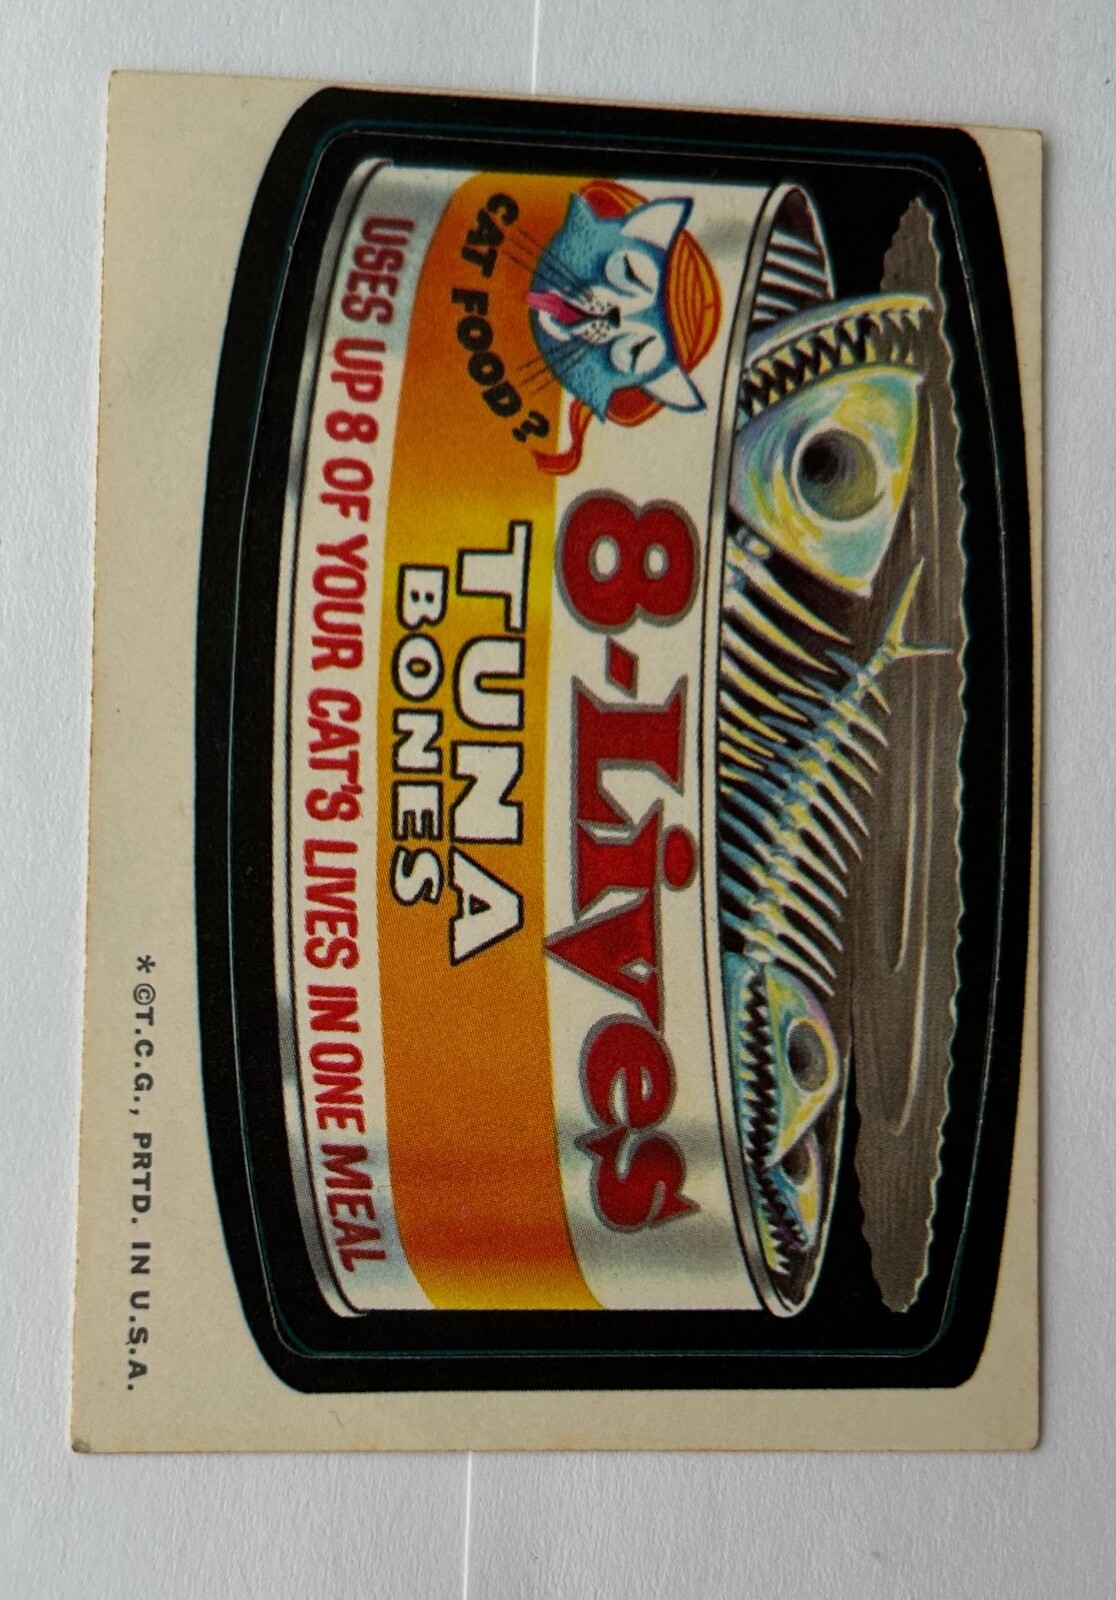 8-Lives
CAT FOOD?
TUNA
BONES
USES UP 8 OF YOUR CAT'S LIVES IN ONE MEAL
*©T.C.G., PRTD. IN U.S.A.